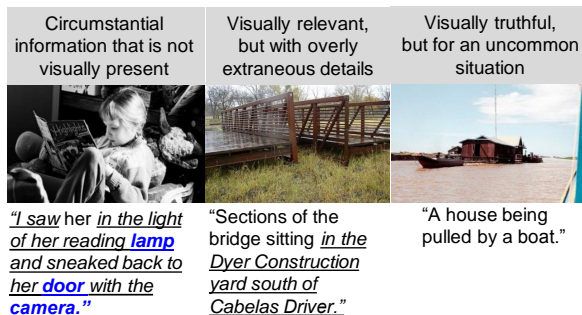 Circumstantial
information that is not
visually present
Visually relevant,
but with overly
extraneous details
Visually truthful,
but for an uncommon
situation
Highlights
“I saw her in the light
of her reading lamp
and sneaked back to
her door with the
camera.”
“Sections of the
bridge sitting in the
Dyer Construction
yard south of
Cabelas Driver.”
“A house being
pulled by a boat.”